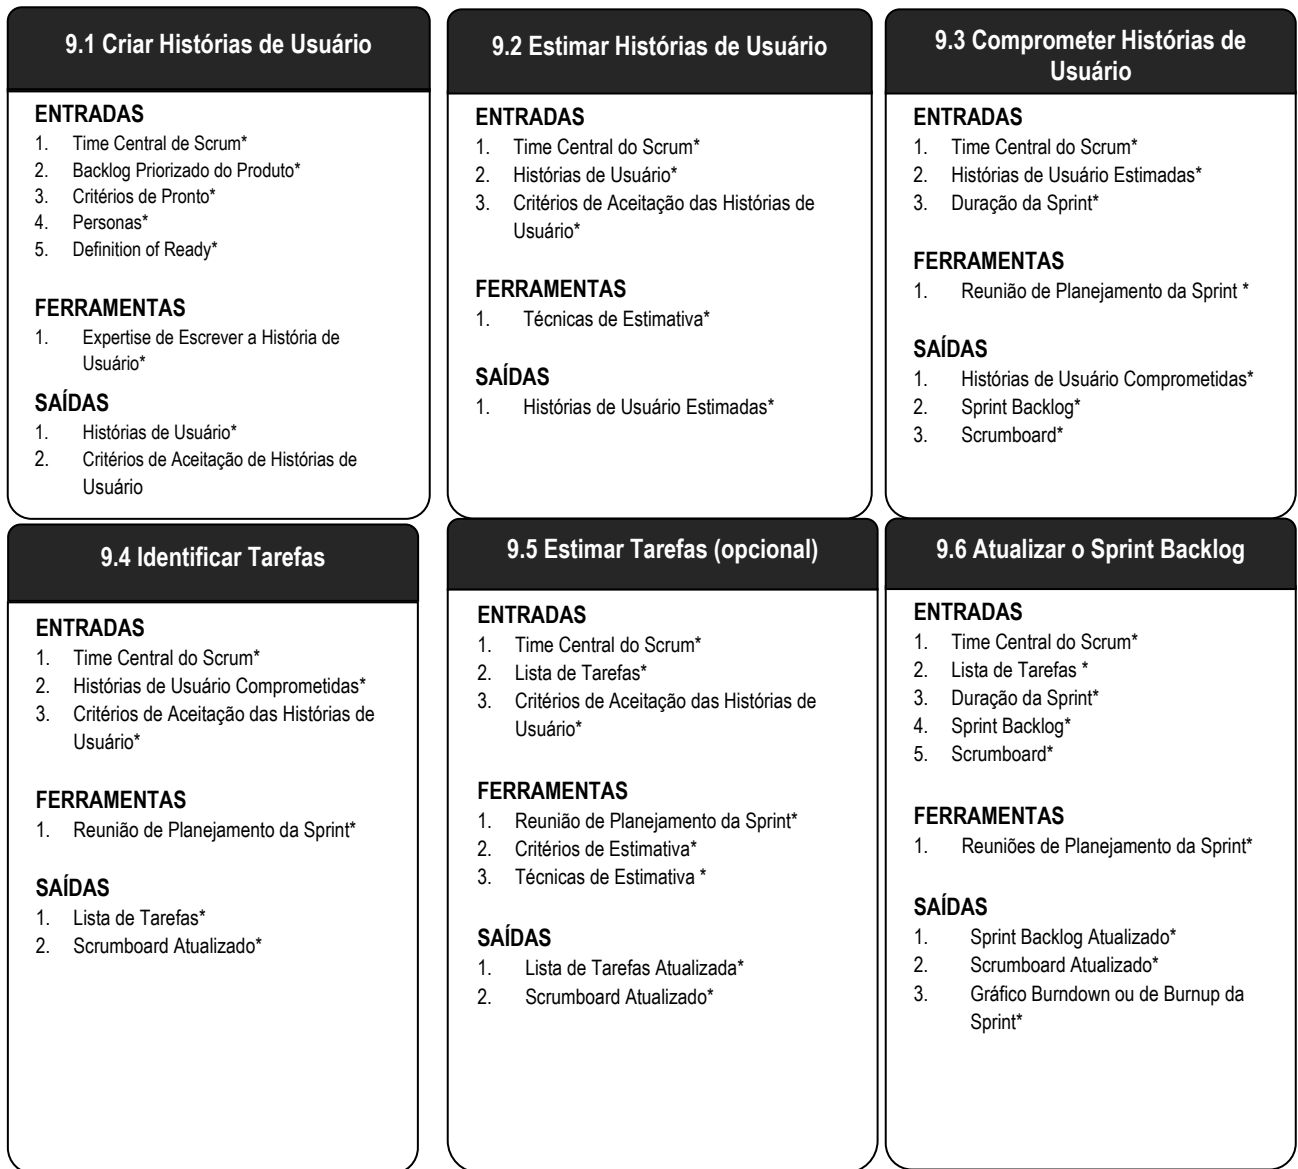 9.1 Criar Histórias de Usuário
ENTRADAS
1. Time Central de Scrum*
2. Backlog Priorizado do Produto*
3. Critérios de Pronto*
4. Personas*
5. Definition of Ready*
FERRAMENTAS
1. Expertise de Escrever a História de
Usuário*
SAÍDAS
1. Histórias de Usuário*
2. Critérios de Aceitação de Histórias de
Usuário
9.2 Estimar Histórias de Usuário
ENTRADAS
1. Time Central do Scrum*
2. Histórias de Usuário*
3. Critérios de Aceitação das Histórias de
Usuário*
FERRAMENTAS
1. Técnicas de Estimativa*
SAÍDAS
1. Histórias de Usuário Estimadas*
9.3 Comprometer Histórias de
Usuário
ENTRADAS
1. Time Central do Scrum*
2. Histórias de Usuário Estimadas*
3. Duração da Sprint*
FERRAMENTAS
1. Reunião de Planejamento da Sprint *
SAÍDAS
1. Histórias de Usuário Comprometidas*
2. Sprint Backlog*
3. Scrumboard*
9.4 Identificar Tarefas
ENTRADAS
1. Time Central do Scrum*
2. Histórias de Usuário Comprometidas*
3. Critérios de Aceitação das Histórias de
Usuário*
FERRAMENTAS
1. Reunião de Planejamento da Sprint*
SAÍDAS
1. Lista de Tarefas*
2. Scrumboard Atualizado*
9.5 Estimar Tarefas (opcional)
ENTRADAS
1. Time Central do Scrum*
2. Lista de Tarefas*
3. Critérios de Aceitação das Histórias de
Usuário*
FERRAMENTAS
1. Reunião de Planejamento da Sprint*
2. Critérios de Estimativa*
3. Técnicas de Estimativa *
SAÍDAS
1. Lista de Tarefas Atualizada*
2. Scrumboard Atualizado*
9.6 Atualizar o Sprint Backlog
ENTRADAS
1. Time Central do Scrum*
2. Lista de Tarefas *
3. Duração da Sprint*
4. Sprint Backlog*
5. Scrumboard*
FERRAMENTAS
1. Reuniões de Planejamento da Sprint*
SAÍDAS
1. Sprint Backlog Atualizado*
2. Scrumboard Atualizado*
3. Gráfico Burndown ou de Burnup da
Sprint*